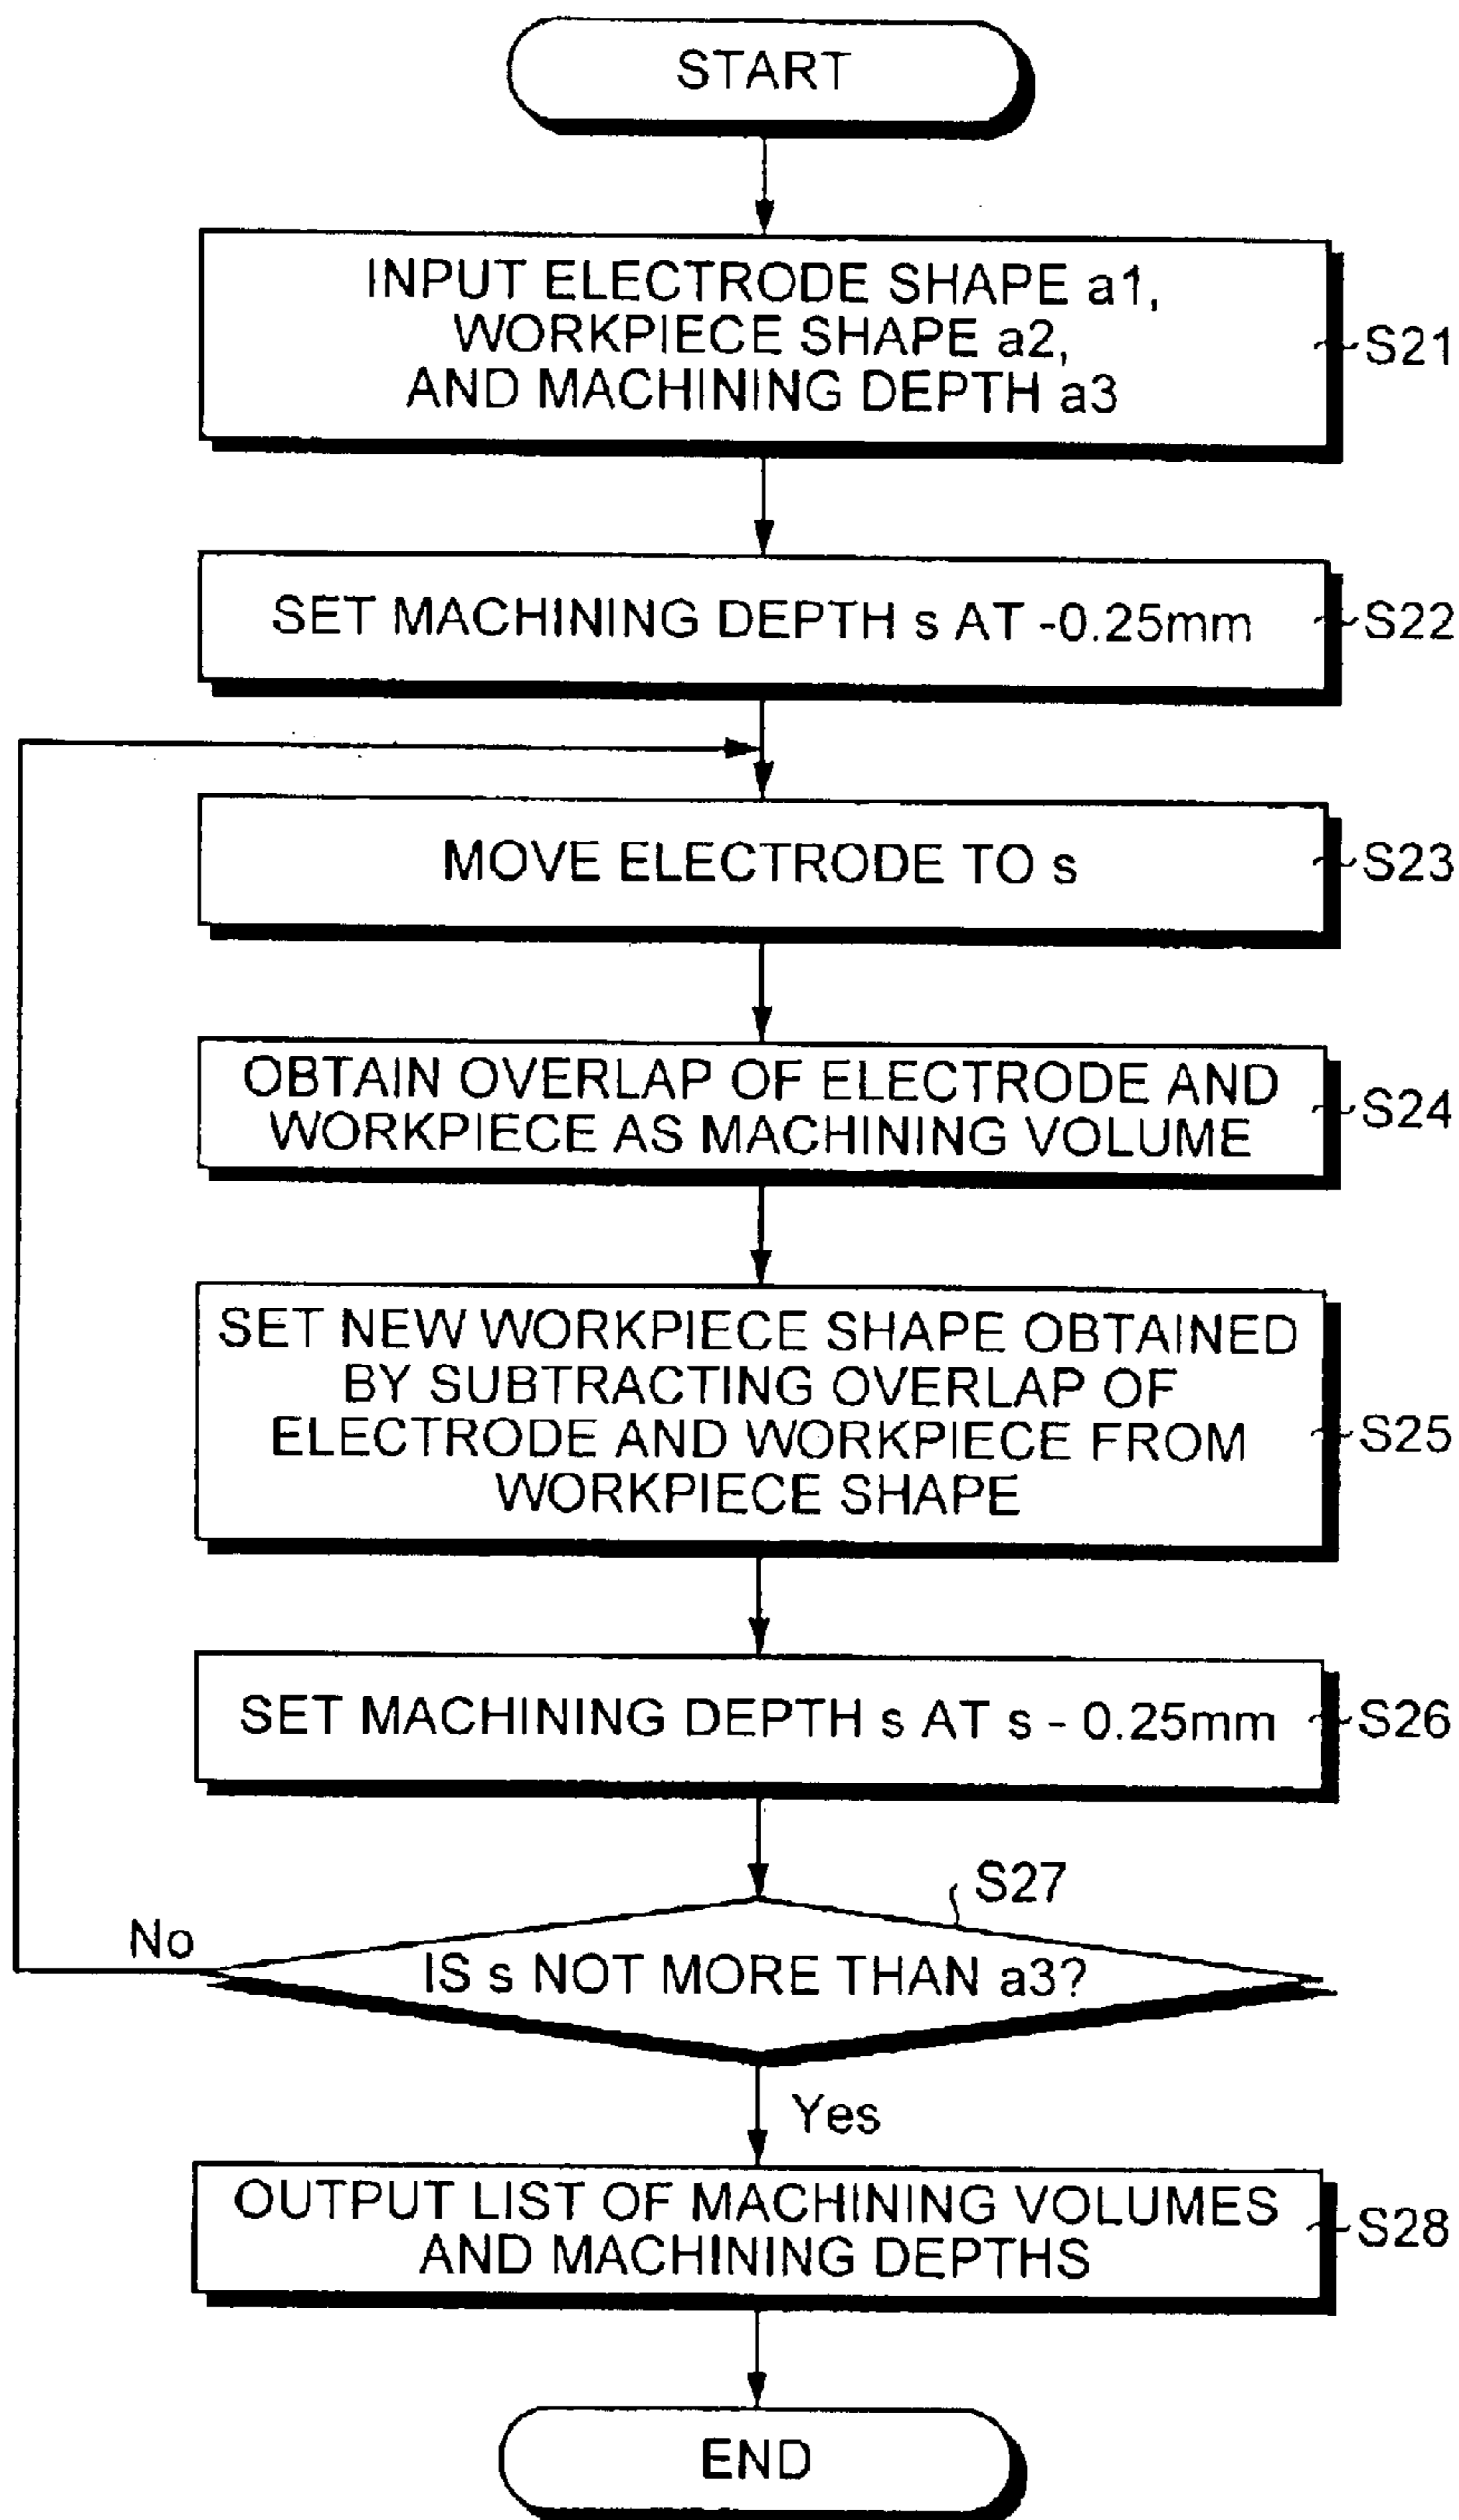 START
INPUT ELECTRODE SHAPE a1,
WORKPIECE SHAPE a2,
AND MACHINING DEPTH a3
S21
SET MACHINING DEPTH s AT -0.25mm
S22
MOVE ELECTRODE TO s
S23
OBTAIN OVERLAP OF ELECTRODE AND
WORKPIECE AS MACHINING VOLUME
S24
SET NEW WORKPIECE SHAPE OBTAINED
BY SUBTRACTING OVERLAP OF
ELECTRODE AND WORKPIECE FROM
WORKPIECE SHAPE
S25
SET MACHINING DEPTH s AT s - 0.25mm
S26
S27
No
IS s NOT MORE THAN a3?
Yes
OUTPUT LIST OF MACHINING VOLUMES
AND MACHINING DEPTHS
S28
END